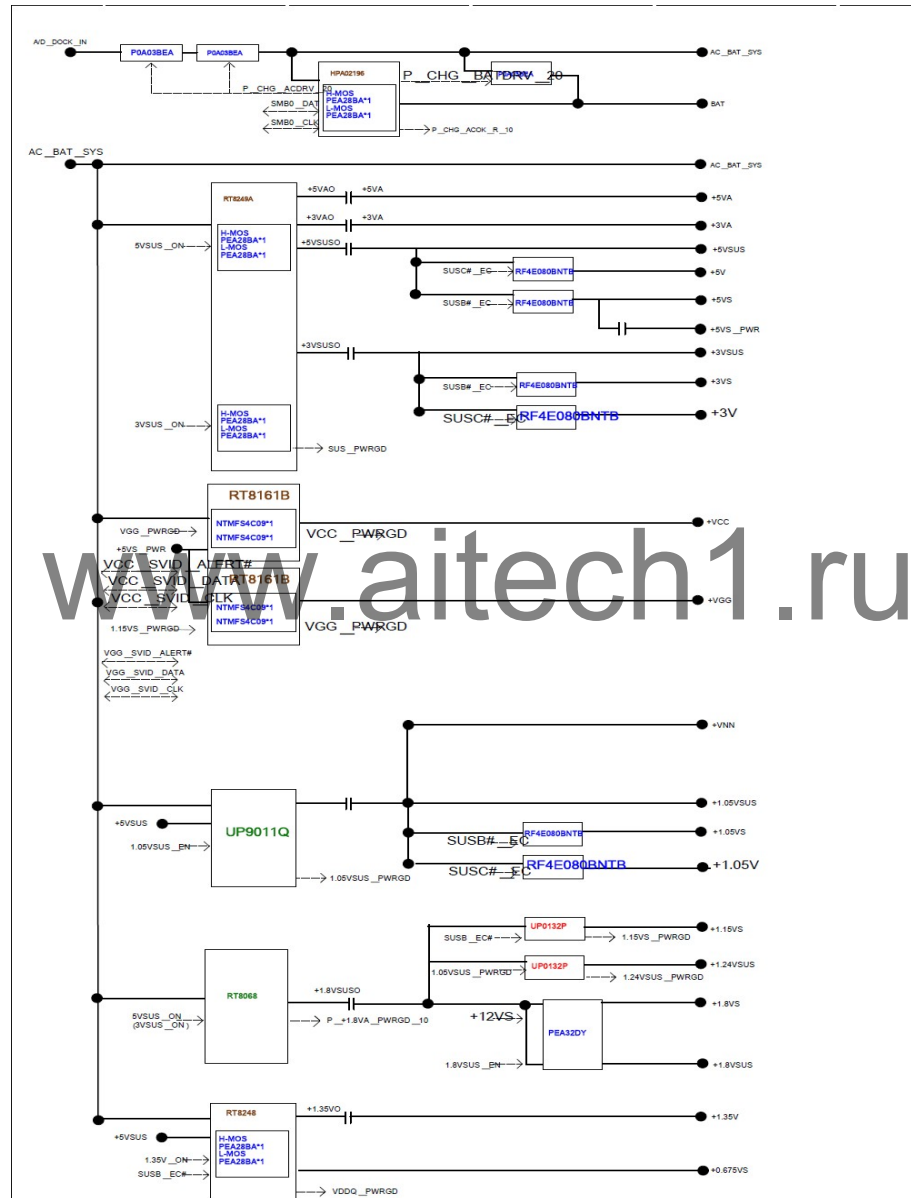 A/D_DOCK_IN
P0A03BEA
P0A03BEA
AC_BAT_SYS
HPA02196
P_CHG_BATDRV_20
P_CHG_ACDRV_20
H-MOS
PEA28BA*1
L-MOS
PEA28BA*1
SMB0_DAT
SMB0_CLK
BAT
P_CHG_ACOK_R_10
AC_BAT_SYS
AC_BAT_SYS
RT8249A
+5VAO
+5VA
+5VA
+3VAO
+3VA
+3VA
H-MOS
PEA28BA*1
L-MOS
PEA28BA*1
5VSUS_ON
+5VSUSO
+5VSUS
SUSC#_EC
RF4E080BNTB
+5V
SUSB#_EC
RF4E080BNTB
+5VS
+5VS_PWR
+3VSUSO
+3VSUS
SUSB#_EC
RF4E080BNTB
+3VS
SUSC#_EC
RF4E080BNTB
+3V
H-MOS
PEA28BA*1
L-MOS
PEA28BA*1
3VSUS_ON
SUS_PWRGD
RT8161B
NTMFS4C09*1
NTMFS4C09*1
VGG_PWRGD
VCC_PWRGD
+VCC
+5VS_PWR
VCC_SVID_ALERT#
VCC_SVID_DATA
VCC_SVID_CLK
RT8161B
NTMFS4C09*1
NTMFS4C09*1
+VGG
1.15VS_PWRGD
VGG_PWRGD
www.aitech1.ru
VGG_SVID_ALERT#
VGG_SVID_DATA
VGG_SVID_CLK
+VNN
+5VSUS
UP9011Q
1.05VSUS_EN
+1.05VSUS
SUSB#_EC
RF4E080BNTB
+1.05VS
SUSC#_EC
RF4E080BNTB
+1.05V
1.05VSUS_PWRGD
SUSB_EC#
UP0132P
1.15VS_PWRGD
+1.15VS
1.05VSUS_PWRGD
UP0132P
1.24VSUS_PWRGD
+1.24VSUS
RT8068
+1.8VSUSO
5VSUS_ON
(3VSUS_ON)
P_+1.8VA_PWRGD_10
+12VS
PEA32DY
+1.8VS
1.8VSUS_EN
+1.8VSUS
RT8248
+1.35VO
+1.35V
+5VSUS
H-MOS
PEA28BA*1
L-MOS
PEA28BA*1
1.35V_ON
SUSB_EC#
+0.675VS
VDDQ_PWRGD